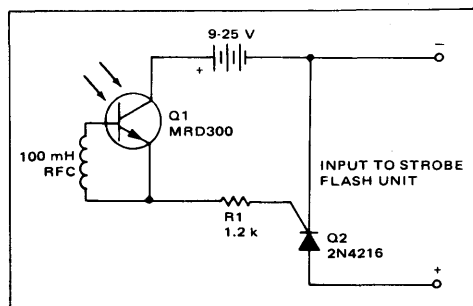 9-25 V
+
−
Q1
MRD300
100 mH
RFC
INPUT TO STROBE
FLASH UNIT
R1
1.2 k
Q2
2N4216
+